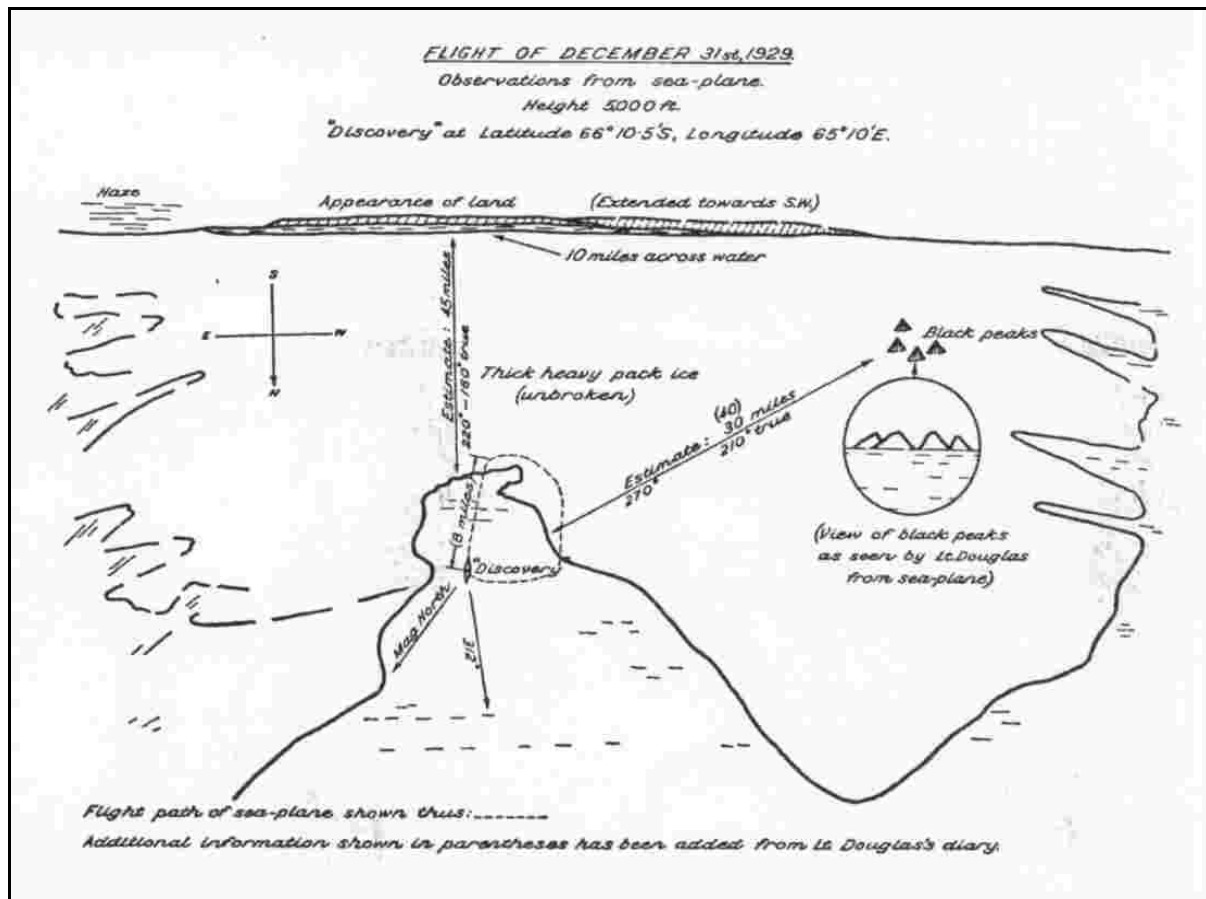 FLIGHT OF DECEMBER 31st, 1929.
Observations from sea-plane.
Height 5,000 ft.
"Discovery" at Latitude 66°10·5'S, Longitude 65°10'E.
Haze
Appearance of land
(Extended towards S.W.)
10 miles across water
S
E
W
N
Estimate: 45 miles
220° – 180° true
Thick heavy pack ice
(unbroken)
Black peaks
(40)
Estimate: 30 miles
270° 210° true
(8 miles)
"Discovery"
Mag North
(View of black peaks
as seen by Lt. Douglas
from sea-plane)
Flight path of sea-plane shown thus:--------
Additional information shown in parentheses has been added from Lt. Douglas's diary.